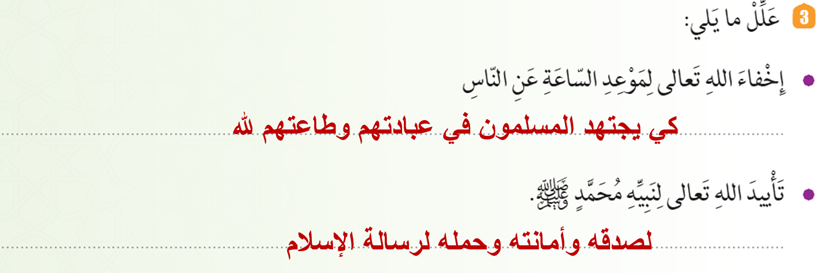 3 عَلِّلْ ما يَلي:
• إِخْفاءَ اللهِ تَعالى لِمَوْعِدِ السّاعَةِ عَنِ النّاسِ
كي يجتهد المسلمون في عبادتهم وطاعتهم لله
• تَأْييدَ اللهِ تَعالى لِنَبِيِّهِ مُحَمَّدٍ ﷺ.
لصدقه وأمانته وحمله لرسالة الإسلام